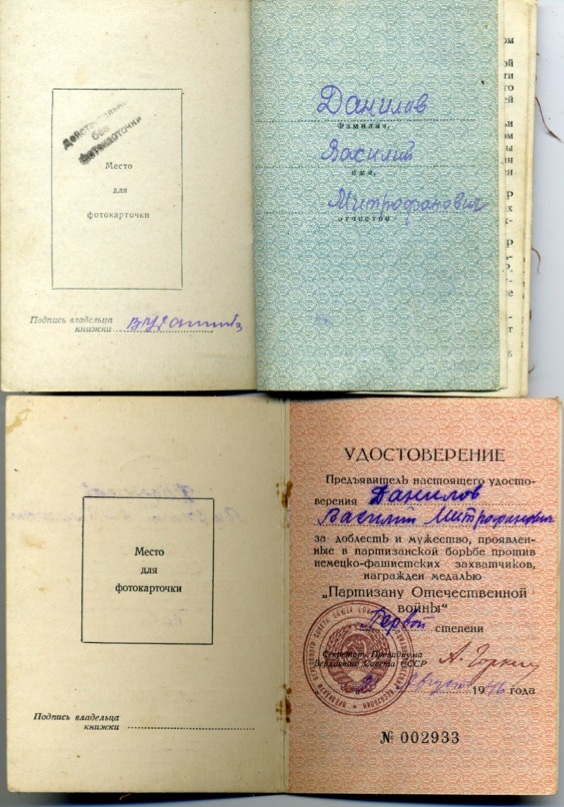 Действительно
без
фотокарточки
Место
для
фотокарточки
Подпись владельца
книжки
Данилов
Фамилия,
Василий
имя,
Митрофанович
отчество
УДОСТОВЕРЕНИЕ
Предъявитель настоящего удосто-
верения Данилов
Василий Митрофанович
за доблесть и мужество, проявлен-
ные в партизанской борьбе против
немецко-фашистских захватчиков,
награжден медалью
„Партизану Отечественной
войны“
Первой степени
Секретарь Президиума
Верховного Совета СССР А. Горкин
Август 1946 года
№ 002933
Место
для
фотокарточки
Подпись владельца
книжки